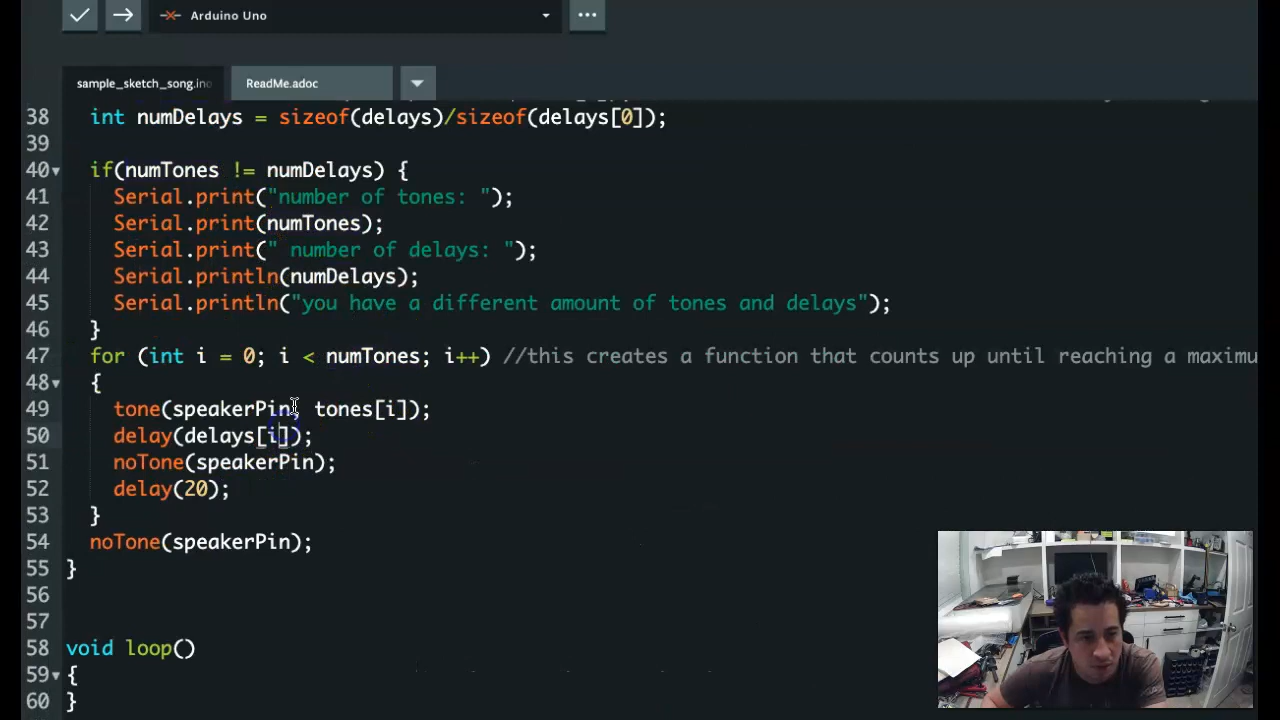 Arduino Uno
sample_sketch_song.ino
ReadMe.adoc
38 int numDelays = sizeof(delays)/sizeof(delays[0]);
39
40 if(numTones != numDelays) {
41 Serial.print("number of tones: ");
42 Serial.print(numTones);
43 Serial.print(" number of delays: ");
44 Serial.println(numDelays);
45 Serial.println("you have a different amount of tones and delays");
46 }
47 for (int i = 0; i < numTones; i++) //this creates a function that counts up until reaching a maximu
48 {
49 tone(speakerPin, tones[i]);
50 delay(delays[i]);
51 noTone(speakerPin);
52 delay(20);
53 }
54 noTone(speakerPin);
55 }
56
57
58 void loop()
59 {
60 }